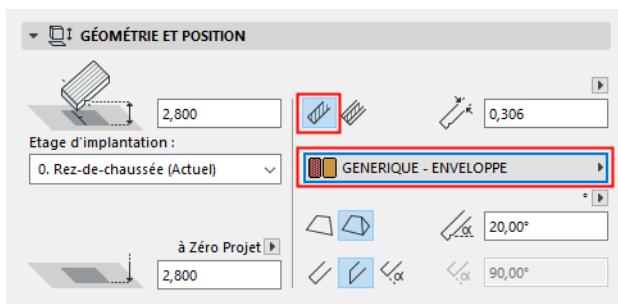 GÉOMÉTRIE ET POSITION
2,800
0,306
Etage d'implantation :
0. Rez-de-chaussée (Actuel)
GENERIQUE - ENVELOPPE
°
α
20,00°
à Zéro Projet
2,800
α
α
90,00°